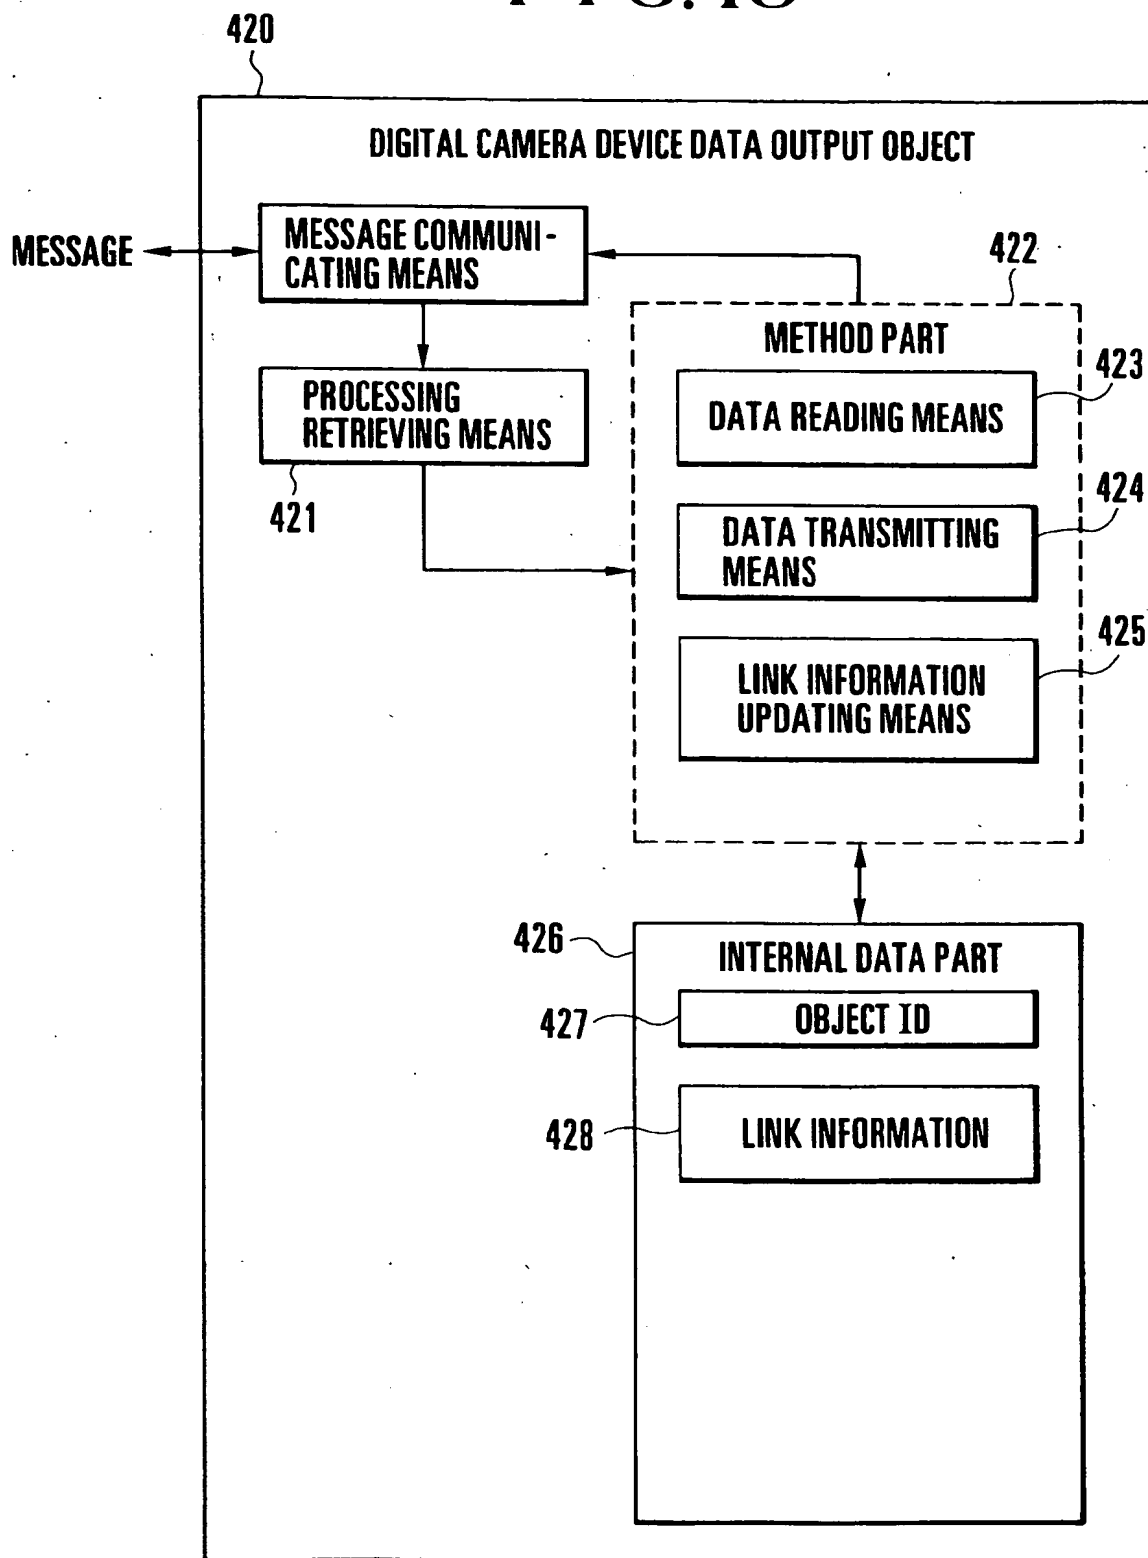 420
DIGITAL CAMERA DEVICE DATA OUTPUT OBJECT
MESSAGE
MESSAGE COMMUNI-
CATING MEANS
422
METHOD PART
PROCESSING
RETRIEVING MEANS
421
423
DATA READING MEANS
424
DATA TRANSMITTING
MEANS
425
LINK INFORMATION
UPDATING MEANS
426
INTERNAL DATA PART
427
OBJECT ID
428
LINK INFORMATION